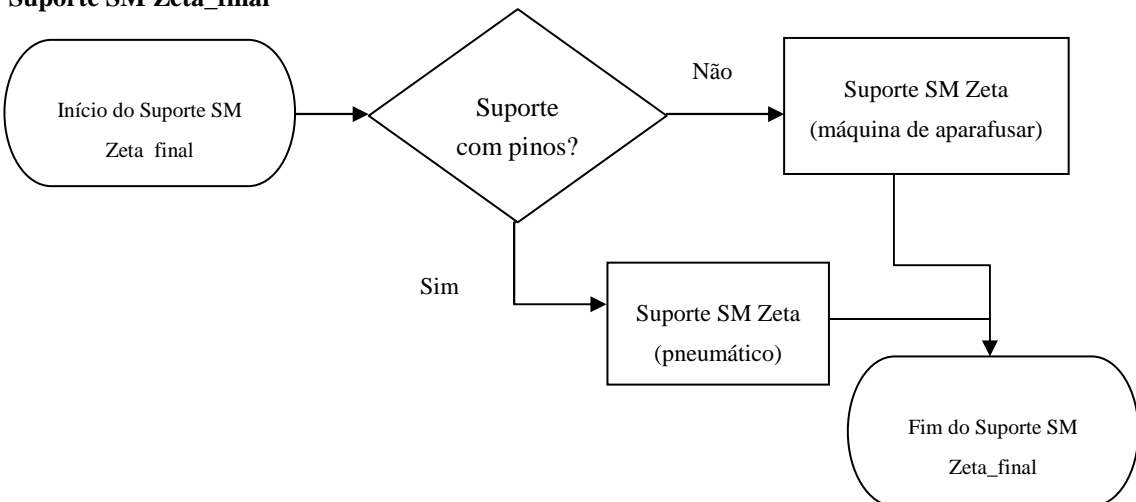 Suporte SM Zeta_final
Início do Suporte SM
Zeta final
Suporte
com pinos?
Não
Suporte SM Zeta
(máquina de aparafusar)
Sim
Suporte SM Zeta
(pneumático)
Fim do Suporte SM
Zeta_final